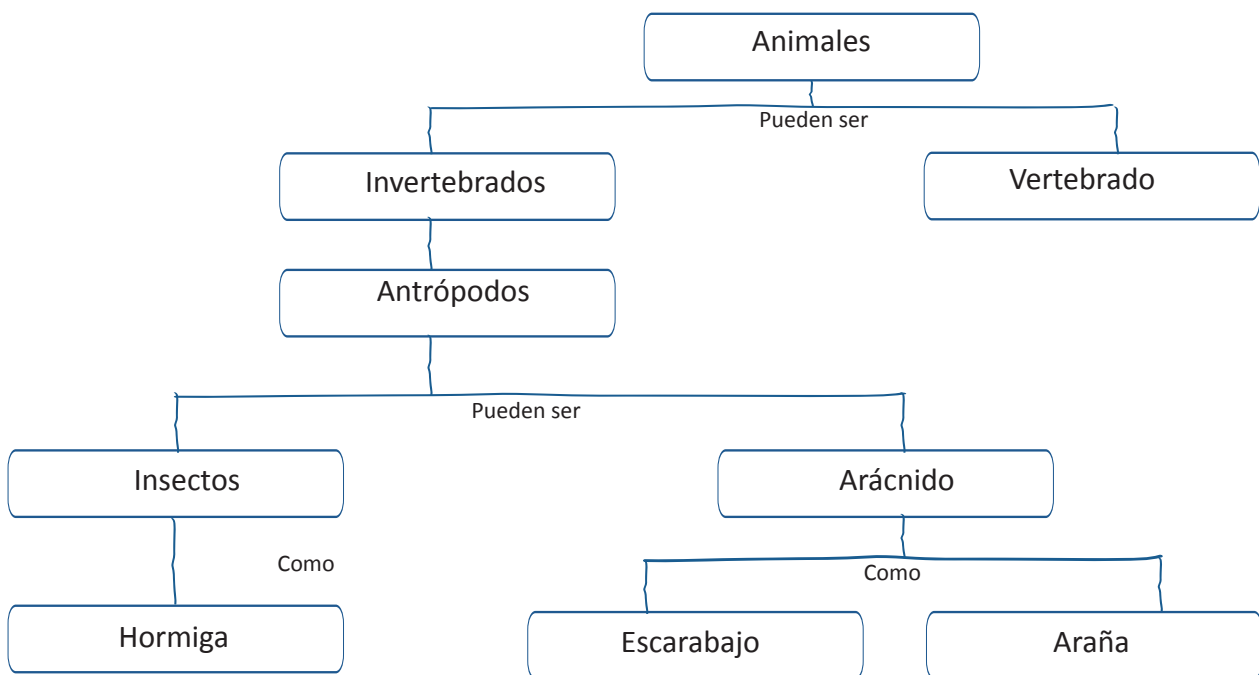 Animales
Pueden ser
Invertebrados
Vertebrado
Antrópodos
Pueden ser
Insectos
Arácnido
Como
Como
Hormiga
Escarabajo
Araña